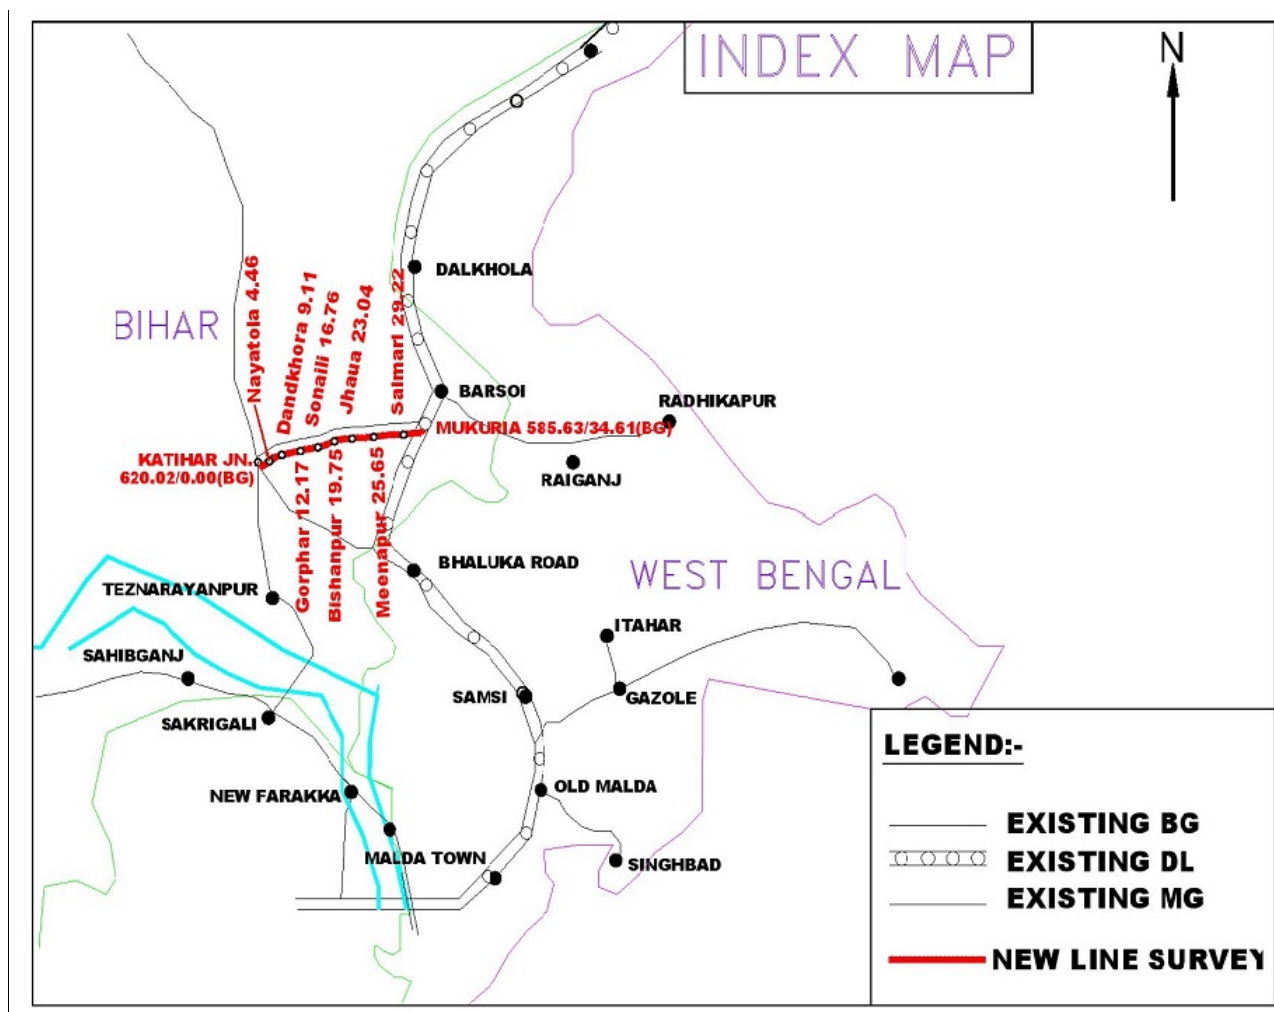 INDEX MAP
N
DALKHOLA
BIHAR
Nayatola 4.46
Dandkhora 9.11
Sonaili 16.76
Jhaua 23.04
Salmari 29.22
BARSOI
RADHIKAPUR
MUKURIA 585.63/34.61(BG)
KATIHAR JN.
620.02/0.00(BG)
RAIGANJ
Gorphar 12.17
Bishanpur 19.75
Meenapur 25.65
BHALUKA ROAD
WEST BENGAL
TEZNARAYANPUR
ITAHAR
SAHIBGANJ
SAMSI
GAZOLE
SAKRIGALI
NEW FARAKKA
OLD MALDA
MALDA TOWN
SINGHBAD
LEGEND:-
EXISTING BG
EXISTING DL
EXISTING MG
NEW LINE SURVEY